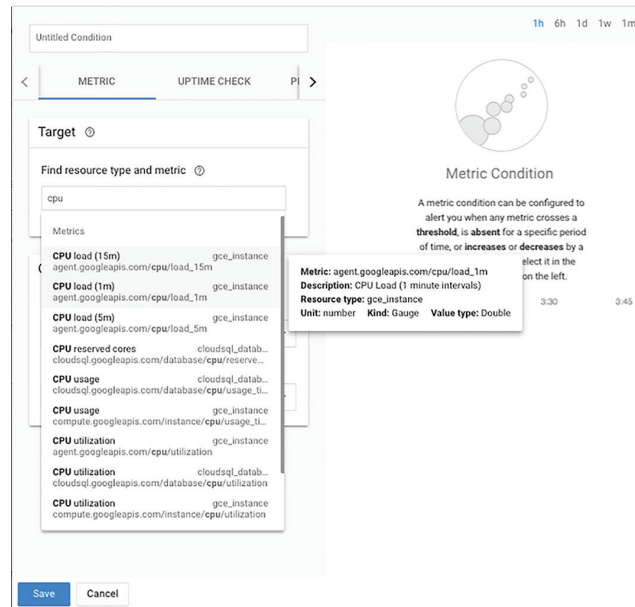 1h 6h 1d 1w 1m
Untitled Condition
METRIC UPTIME CHECK
Target
Find resource type and metric
cpu
Metrics
CPU load (15m) gce_instance
agent.googleapis.com/cpu/load_15m
CPU load (1m) gce_instance
agent.googleapis.com/cpu/load_1m
CPU load (5m) gce_instance
agent.googleapis.com/cpu/load_5m
CPU reserved cores cloudsql_datab...
cloudsql.googleapis.com/database/cpu/reserve...
CPU usage cloudsql_datab...
cloudsql.googleapis.com/database/cpu/usage_ti...
CPU usage gce_instance
compute.googleapis.com/instance/cpu/usage_ti...
CPU utilization gce_instance
agent.googleapis.com/cpu/utilization
CPU utilization cloudsql_datab...
cloudsql.googleapis.com/database/cpu/utilization
CPU utilization gce_instance
compute.googleapis.com/instance/cpu/utilization
Metric Condition
A metric condition can be configured to
alert you when any metric crosses a
threshold, is absent for a specific period
of time, or increases or decreases by a
elect it in the
on the left.
Metric: agent.googleapis.com/cpu/load_1m
Description: CPU Load (1 minute intervals)
Resource type: gce_instance
Unit: number Kind: Gauge Value type: Double
3:30 3:45
Save Cancel